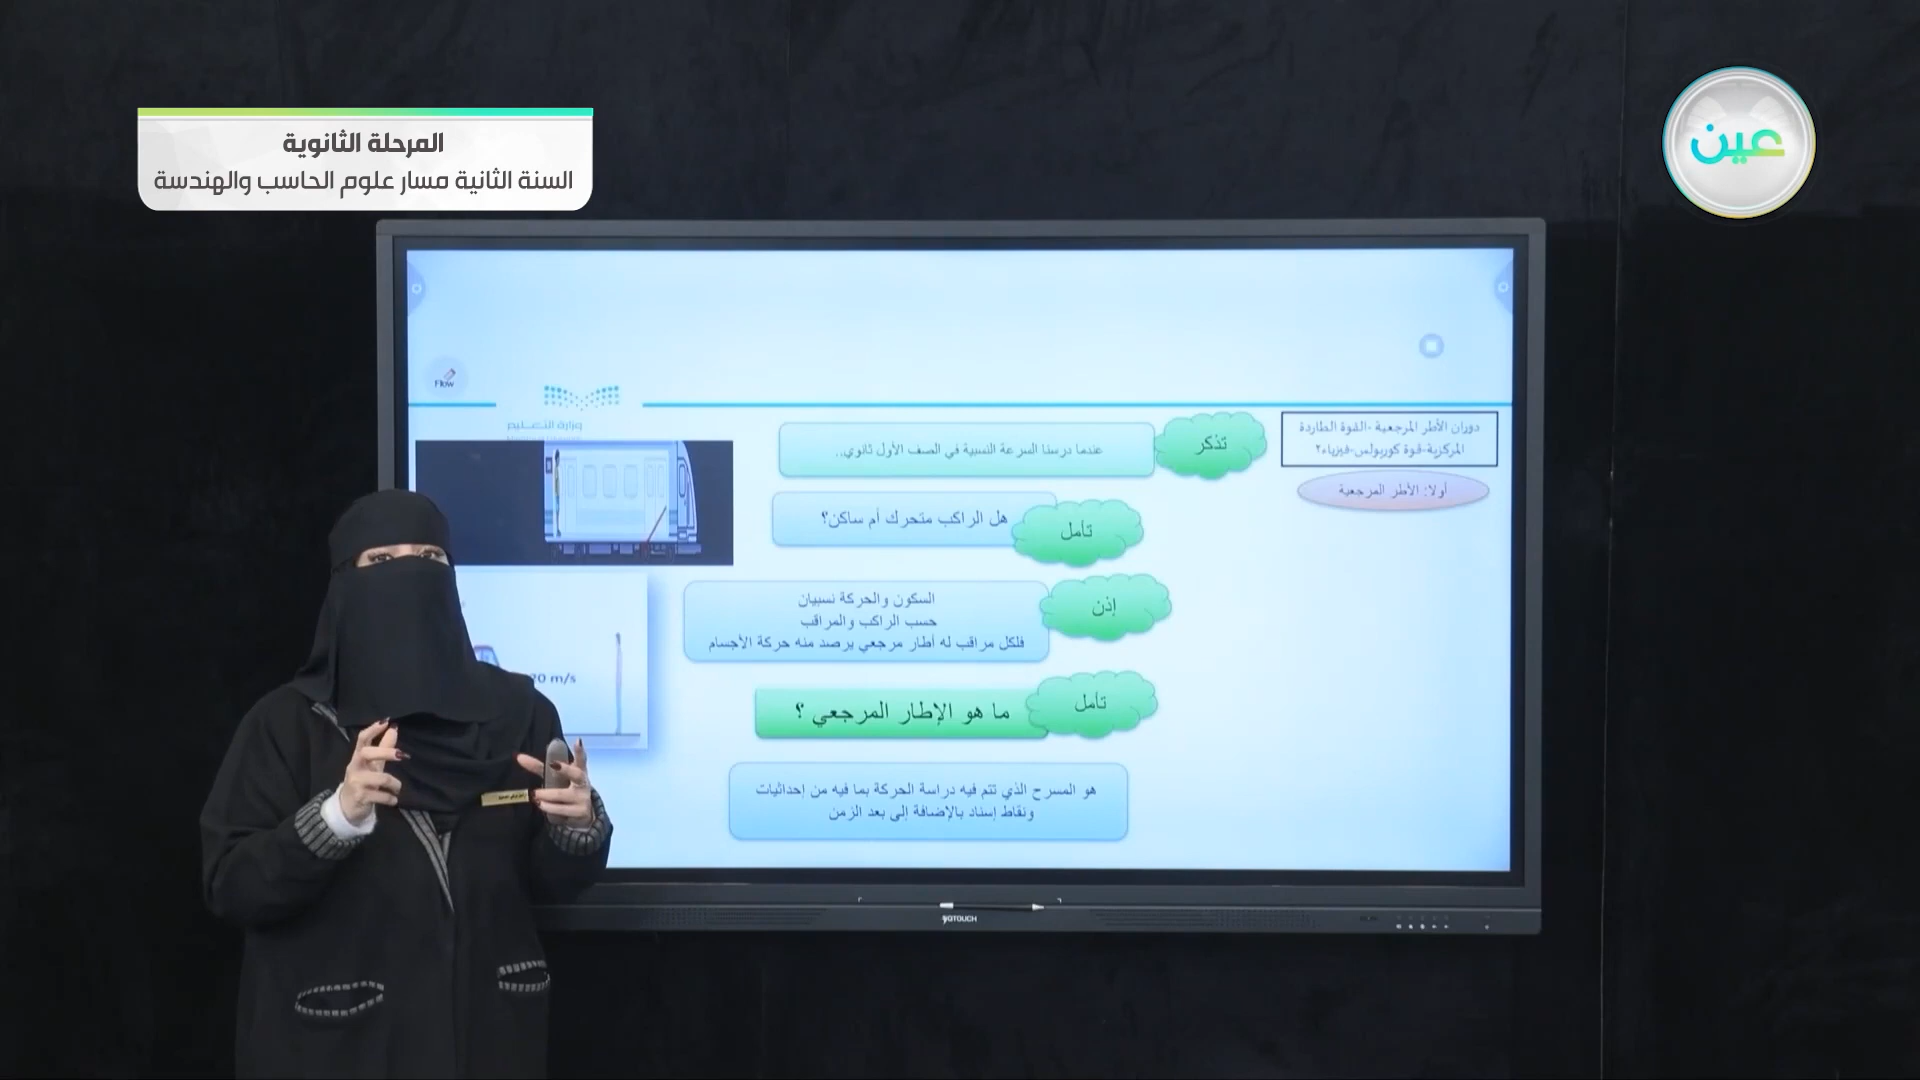 المرحلة الثانوية
السنة الثانية مسار علوم الحاسب والهندسة
عين
Flow
وزارة التعليم
دوران الأطر المرجعية -القوة الطاردة
المركزية-قوة كوريولس-فيزياء٢
أولا: الأطر المرجعية
تذكر
عندما درسنا السرعة النسبية في الصف الأول ثانوي..
تأمل
هل الراكب متحرك أم ساكن؟
إذن
السكون والحركة نسبيان
حسب الراكب والمراقب
فلكل مراقب له أطار مرجعي يرصد منه حركة الأجسام
20 m/s
تأمل
ما هو الإطار المرجعي ؟
هو المسرح الذي تتم فيه دراسة الحركة بما فيه من إحداثيات
ونقاط إسناد بالإضافة إلى بعد الزمن